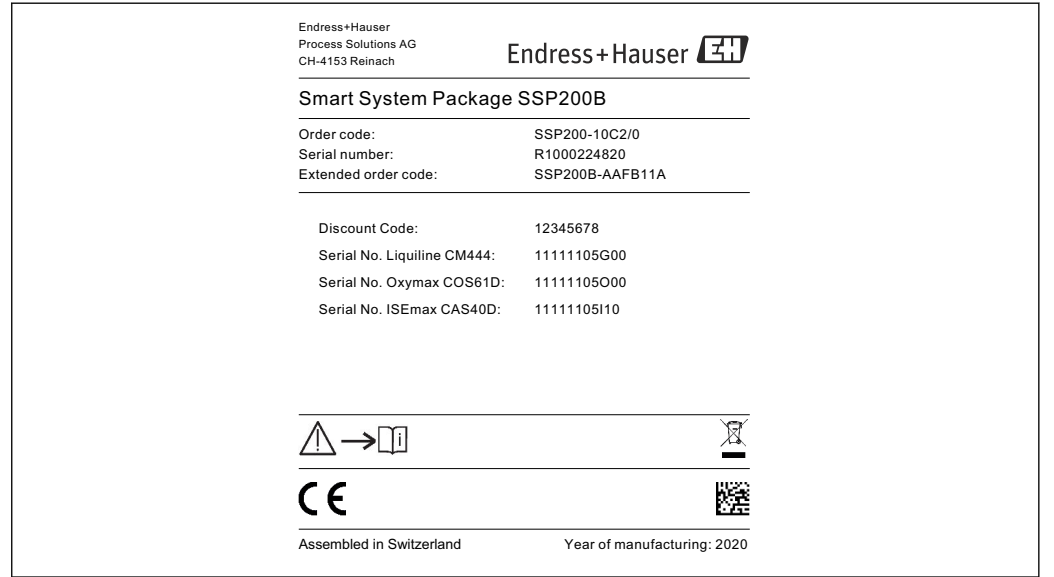 Endress+Hauser
Process Solutions AG
CH-4153 Reinach
Endress+Hauser EH
Smart System Package SSP200B
Order code: SSP200-10C2/0
Serial number: R1000224820
Extended order code: SSP200B-AAFB11A
Discount Code: 12345678
Serial No. Liquiline CM444: 11111105G00
Serial No. Oxymax COS61D: 11111105O00
Serial No. ISEmax CAS40D: 11111105I10
i
CE
Assembled in Switzerland Year of manufacturing: 2020